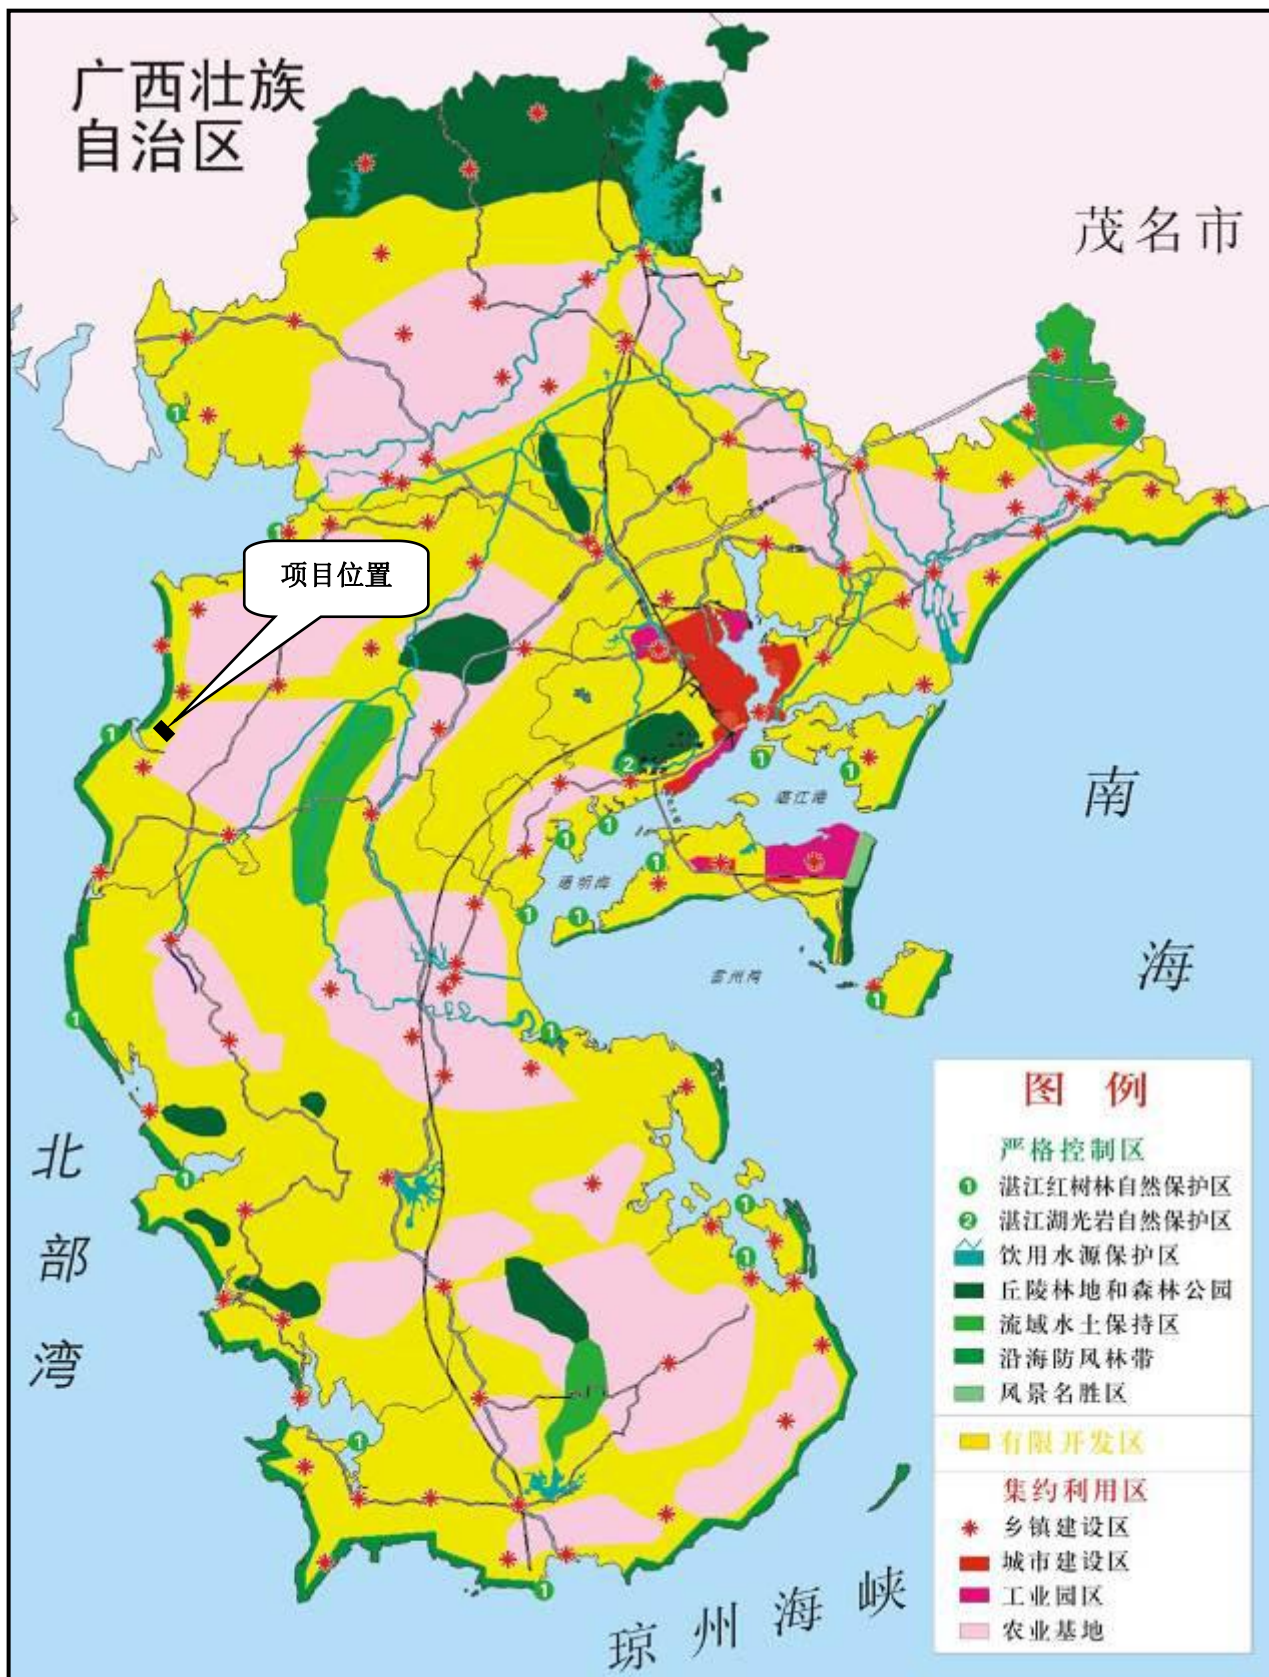 广西壮族
自治区
茂名市
项目位置
南
海
湛江港
雷州湾
北
部
湾
琼州海峡
图例
严格控制区
1 湛江红树林自然保护区
2 湛江湖光岩自然保护区
饮用水源保护区
丘陵林地和森林公园
流域水土保持区
沿海防风林带
风景名胜区
有限开发区
集约利用区
乡镇建设区
城市建设区
工业园区
农业基地